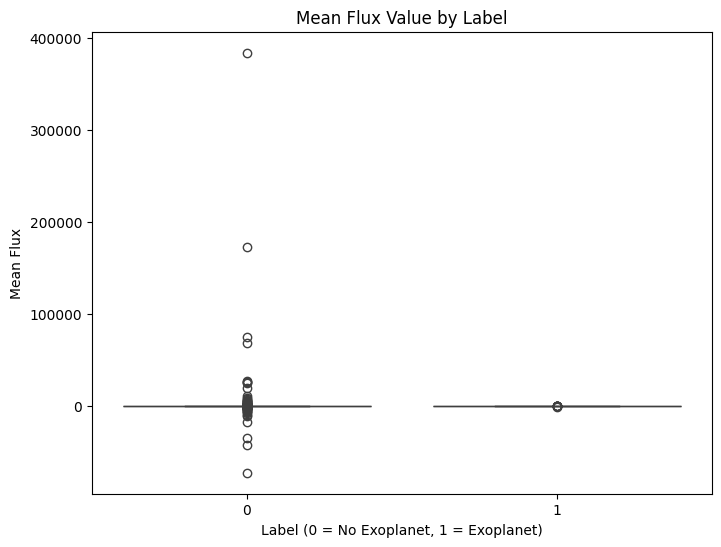 Mean Flux Value by Label
400000
300000
200000
100000
0
Mean Flux
0 1
Label (0 = No Exoplanet, 1 = Exoplanet)